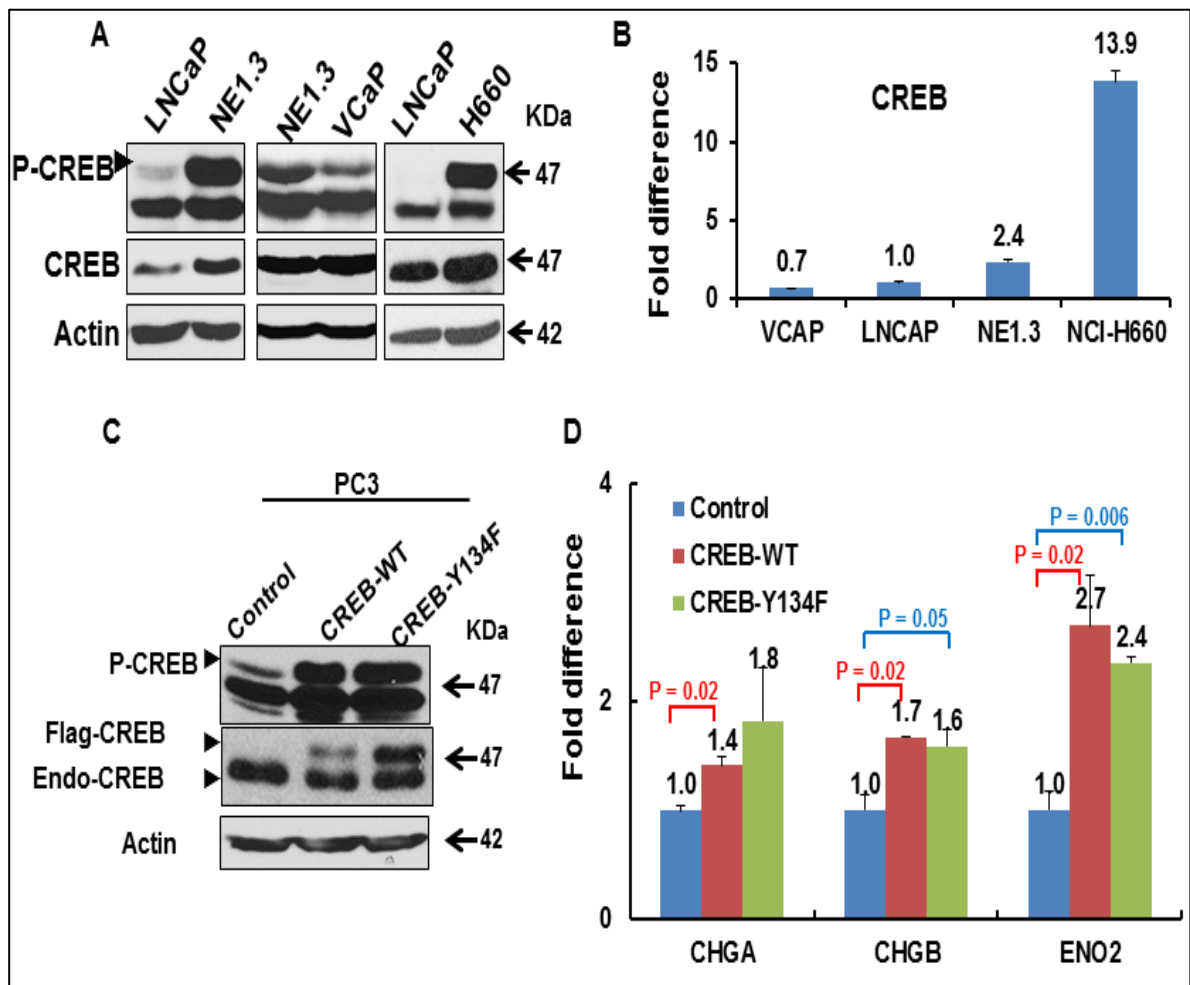 A
LNCaP NE1.3 NE1.3 VCaP LNCaP H660 KDa
P-CREB 47
CREB 47
Actin 42
B
CREB
Fold difference
15
10
5
0
0.7 1.0 2.4 13.9
VCAP LNCAP NE1.3 NCI-H660
C
PC3
Control CREB-WT CREB-Y134F KDa
P-CREB 47
Flag-CREB 47
Endo-CREB
Actin 42
D
Fold difference
4
2
0
Control
CREB-WT
CREB-Y134F
P = 0.02
1.0 1.4 1.8
P = 0.05
P = 0.02
1.0 1.7 1.6
P = 0.006
P = 0.02
1.0 2.7 2.4
CHGA CHGB ENO2